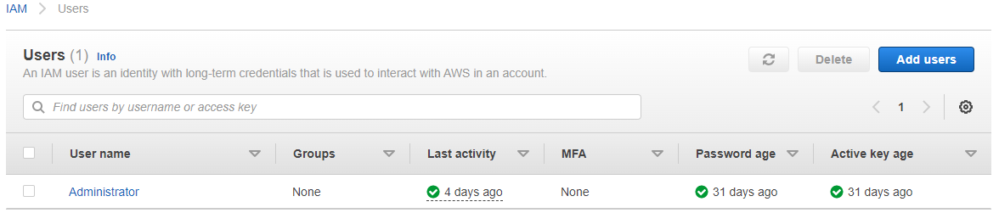 IAM > Users
Users (1) Info
An IAM user is an identity with long-term credentials that is used to interact with AWS in an account.
Delete
Add users
Find users by username or access key
1
User name Groups Last activity MFA Password age Active key age
Administrator None 4 days ago None 31 days ago 31 days ago